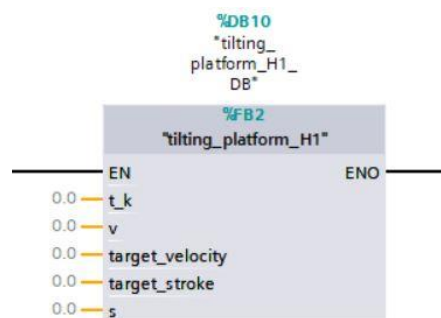 %DB10
"tilting_
platform_H1_
DB"
%FB2
"tilting_platform_H1"
EN ENO
0.0 t_k
0.0 v
0.0 target_velocity
0.0 target_stroke
0.0 s